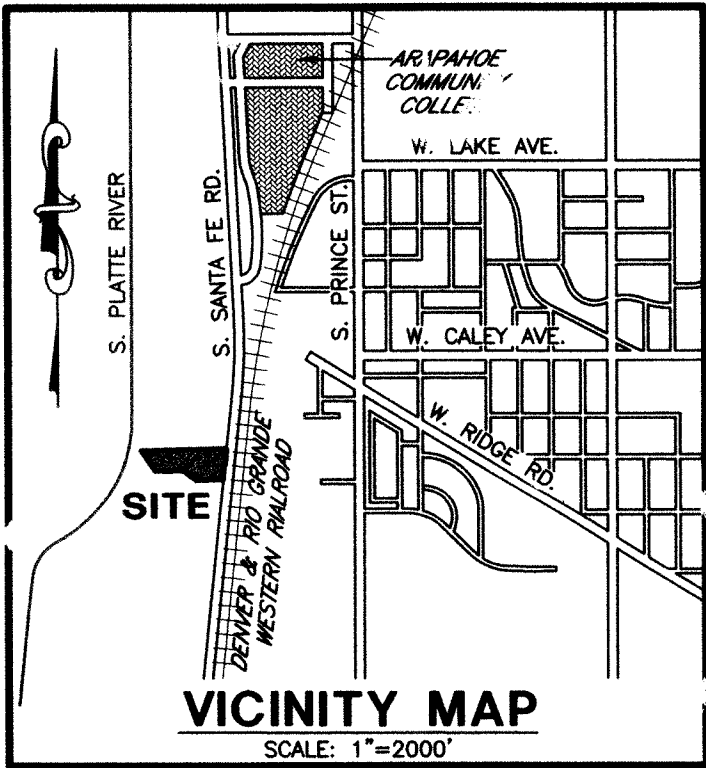 ARAPAHOE
COMMUNITY
COLLE
W. LAKE AVE.
S. PLATTE RIVER
S. SANTA FE RD.
S. PRINCE ST.
W. CALEY AVE.
W. RIDGE RD.
SITE
DENVER & RIO GRANDE
WESTERN RIALROAD
VICINITY MAP
SCALE: 1"=2000'